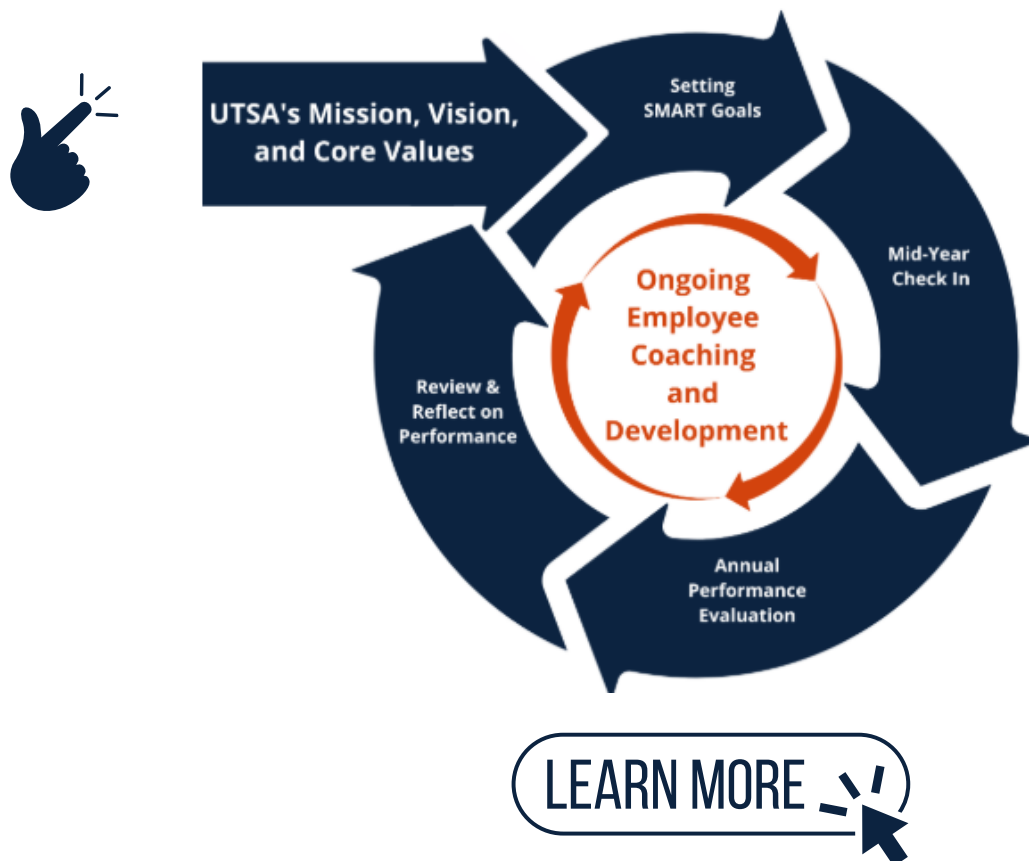 UTSA's Mission, Vision,
and Core Values
Setting
SMART Goals
Mid-Year
Check In
Annual
Performance
Evaluation
Review &
Reflect on
Performance
Ongoing
Employee
Coaching
and
Development
LEARN MORE